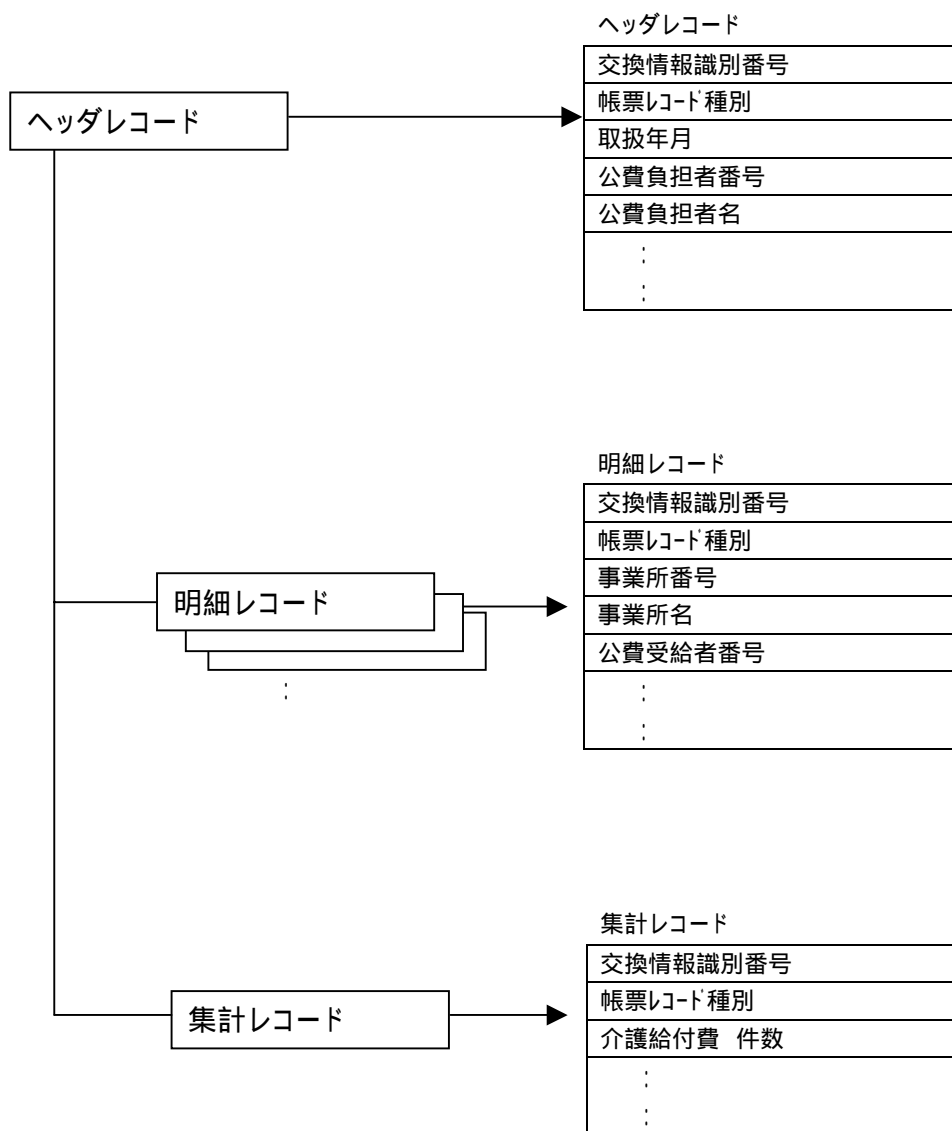 ヘッダレコード
交換情報識別番号
帳票ﾚｺｰﾄﾞ種別
取扱年月
公費負担者番号
公費負担者名
:
:
ヘッダレコード
明細レコード
交換情報識別番号
帳票ﾚｺｰﾄﾞ種別
事業所番号
事業所名
公費受給者番号
:
:
明細レコード
:
集計レコード
交換情報識別番号
帳票ﾚｺｰﾄﾞ種別
介護給付費 件数
:
:
集計レコード